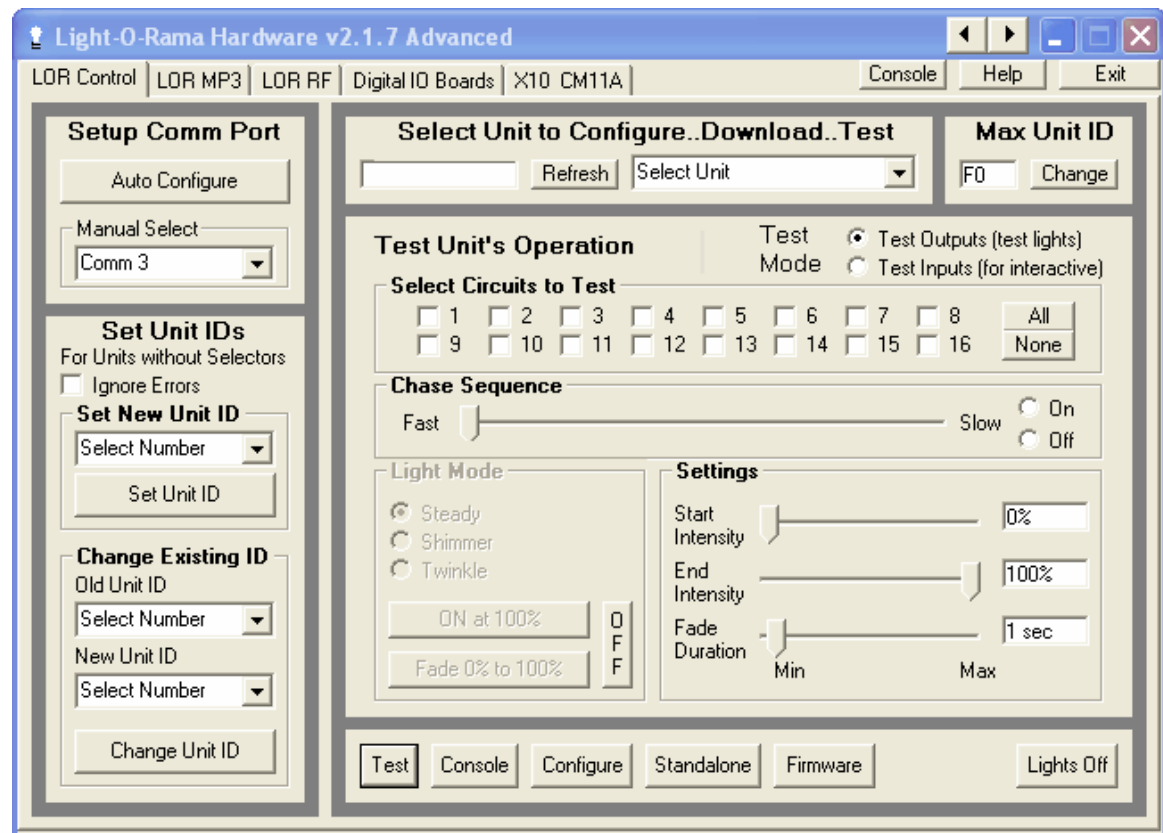 Light-O-Rama Hardware v2.1.7 Advanced
LOR Control LOR MP3 LOR RF Digital IO Boards X10 CM11A Console Help Exit
Setup Comm Port
Auto Configure
Manual Select
Comm 3
Set Unit IDs
For Units without Selectors
Ignore Errors
Set New Unit ID
Select Number
Set Unit ID
Change Existing ID
Old Unit ID
Select Number
New Unit ID
Select Number
Change Unit ID
Select Unit to Configure..Download..Test
Refresh Select Unit
Max Unit ID
F0 Change
Test Unit's Operation
Test Mode
Test Outputs (test lights)
Test Inputs (for interactive)
Select Circuits to Test
1 2 3 4 5 6 7 8 All
9 10 11 12 13 14 15 16 None
Chase Sequence
Fast Slow
On
Off
Light Mode
Steady
Shimmer
Twinkle
ON at 100%
Fade 0% to 100%
OFF
Settings
Start Intensity 0%
End Intensity 100%
Fade Duration 1 sec
Min Max
Test Console Configure Standalone Firmware Lights Off